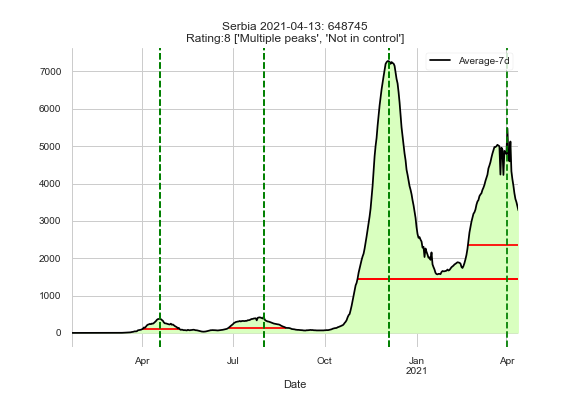 Serbia 2021-04-13: 648745
Rating:8 ['Multiple peaks', 'Not in control']
Average-7d
7000
6000
5000
4000
3000
2000
1000
0
Apr Jul Oct Jan Apr
2021
Date